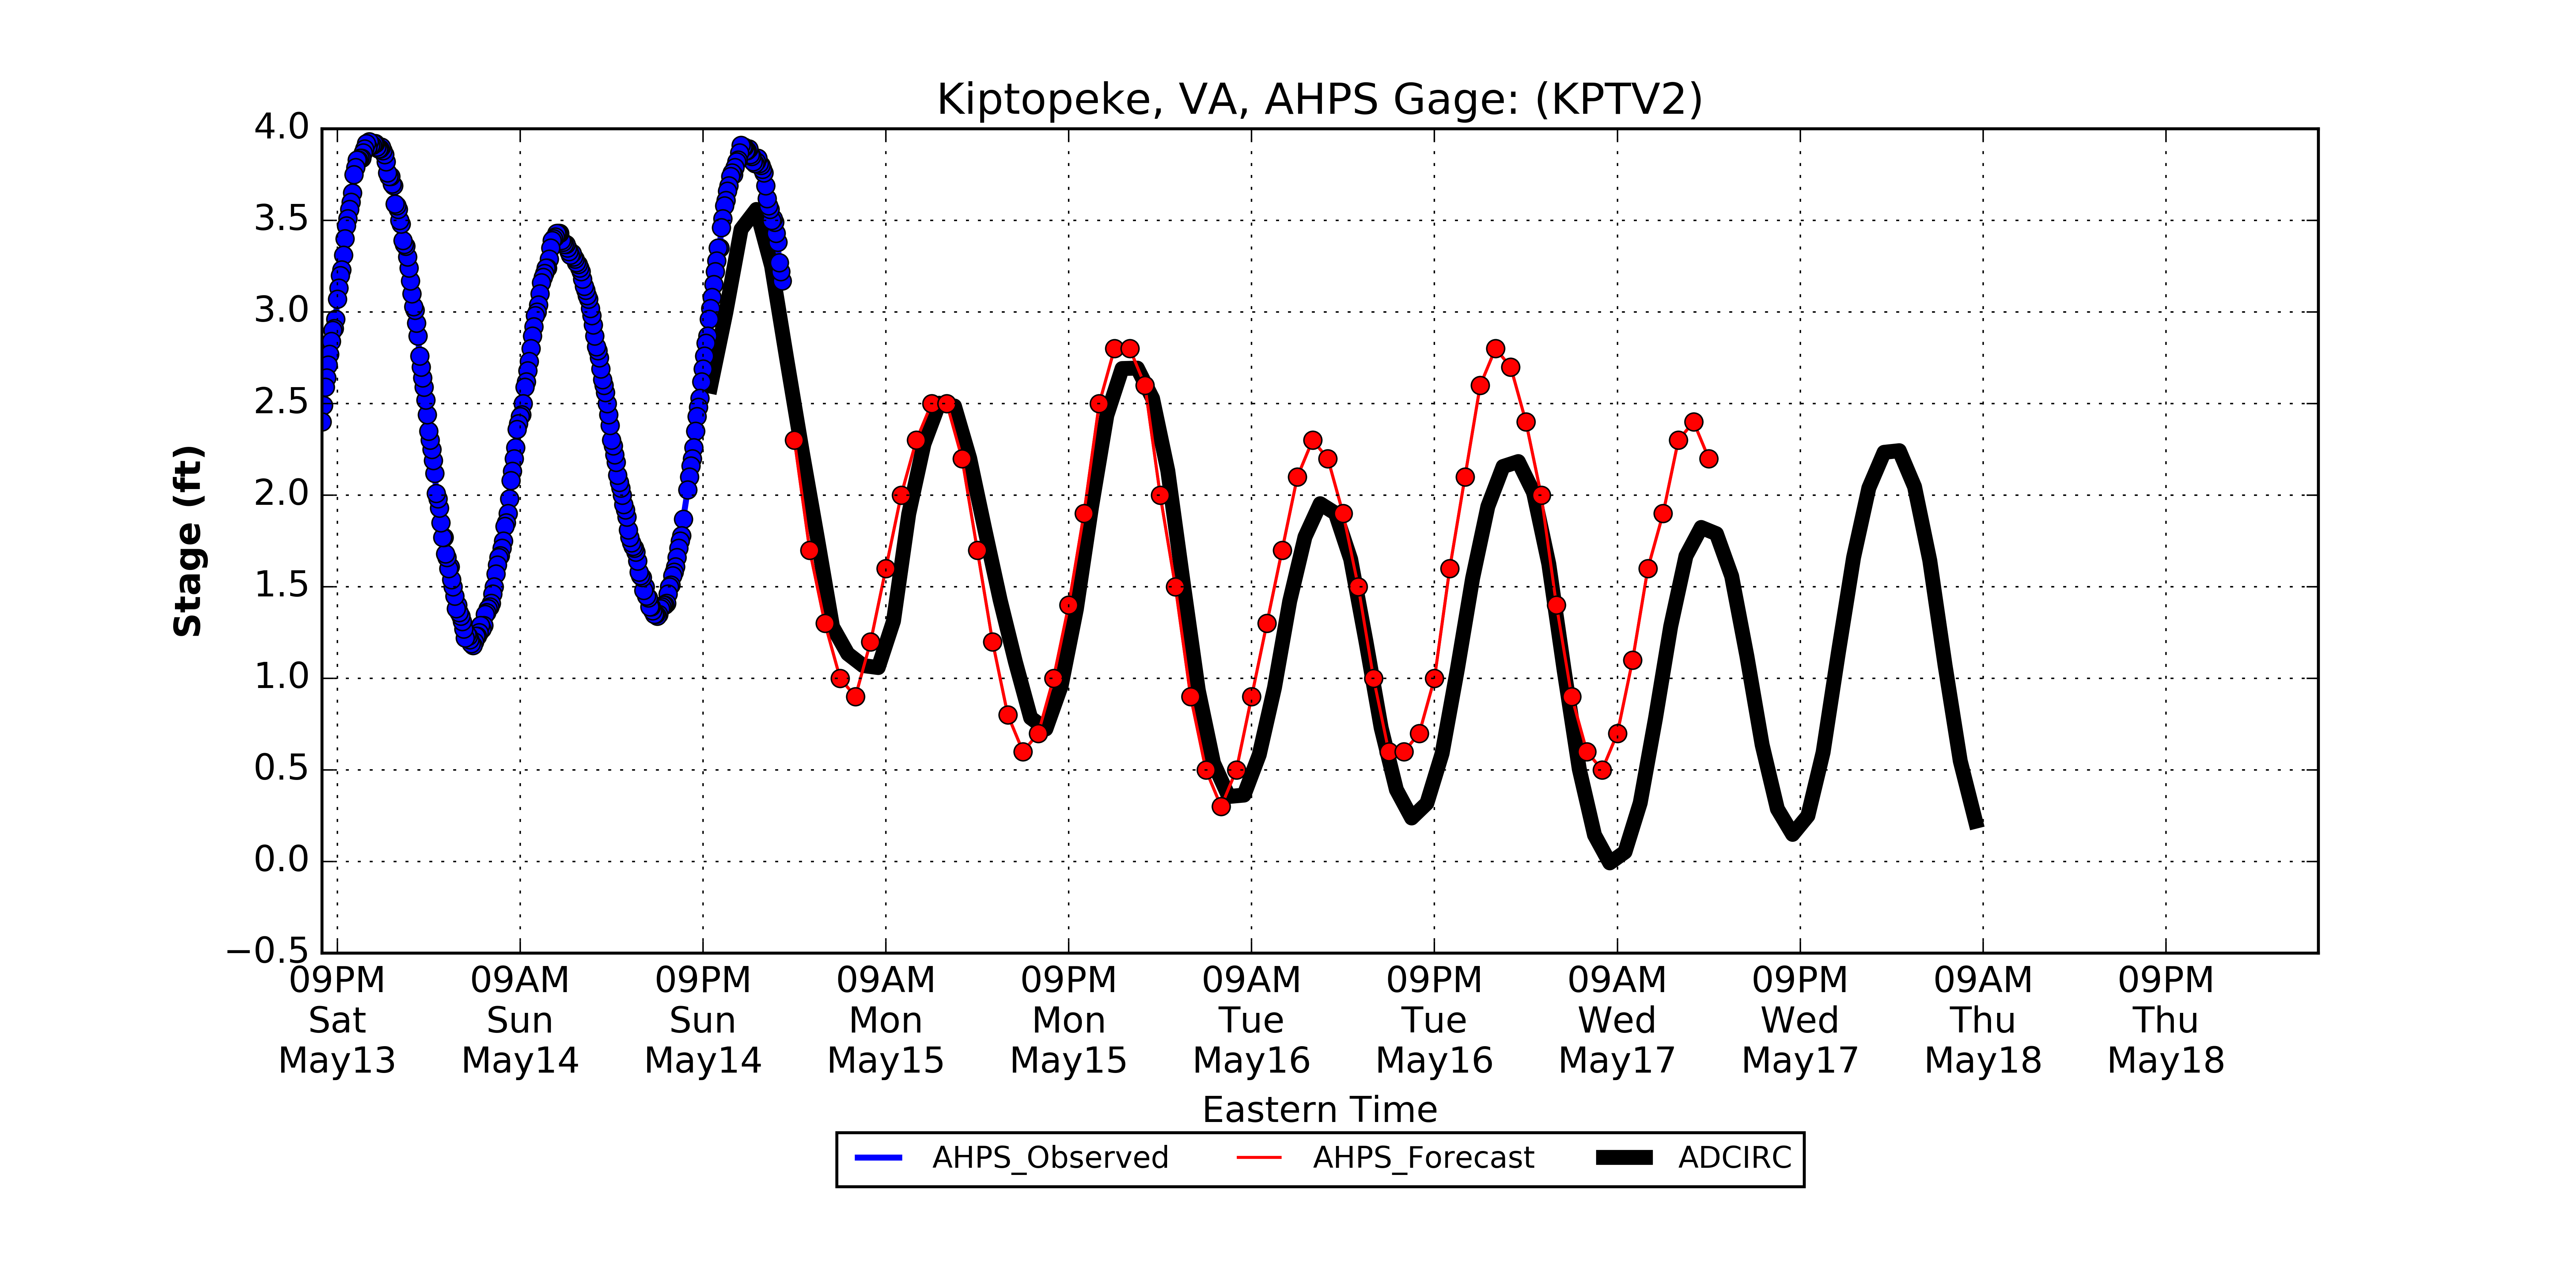 Kiptopeke, VA, AHPS Gage: (KPTV2)
4.0
3.5
3.0
2.5
2.0
1.5
1.0
0.5
0.0
−0.5
Stage (ft)
09PM 09AM 09PM 09AM 09PM 09AM 09PM 09AM 09PM 09AM 09PM
Sat Sun Sun Mon Mon Tue Tue Wed Wed Thu Thu
May13 May14 May14 May15 May15 May16 May16 May17 May17 May18 May18
Eastern Time
AHPS_Observed AHPS_Forecast ADCIRC